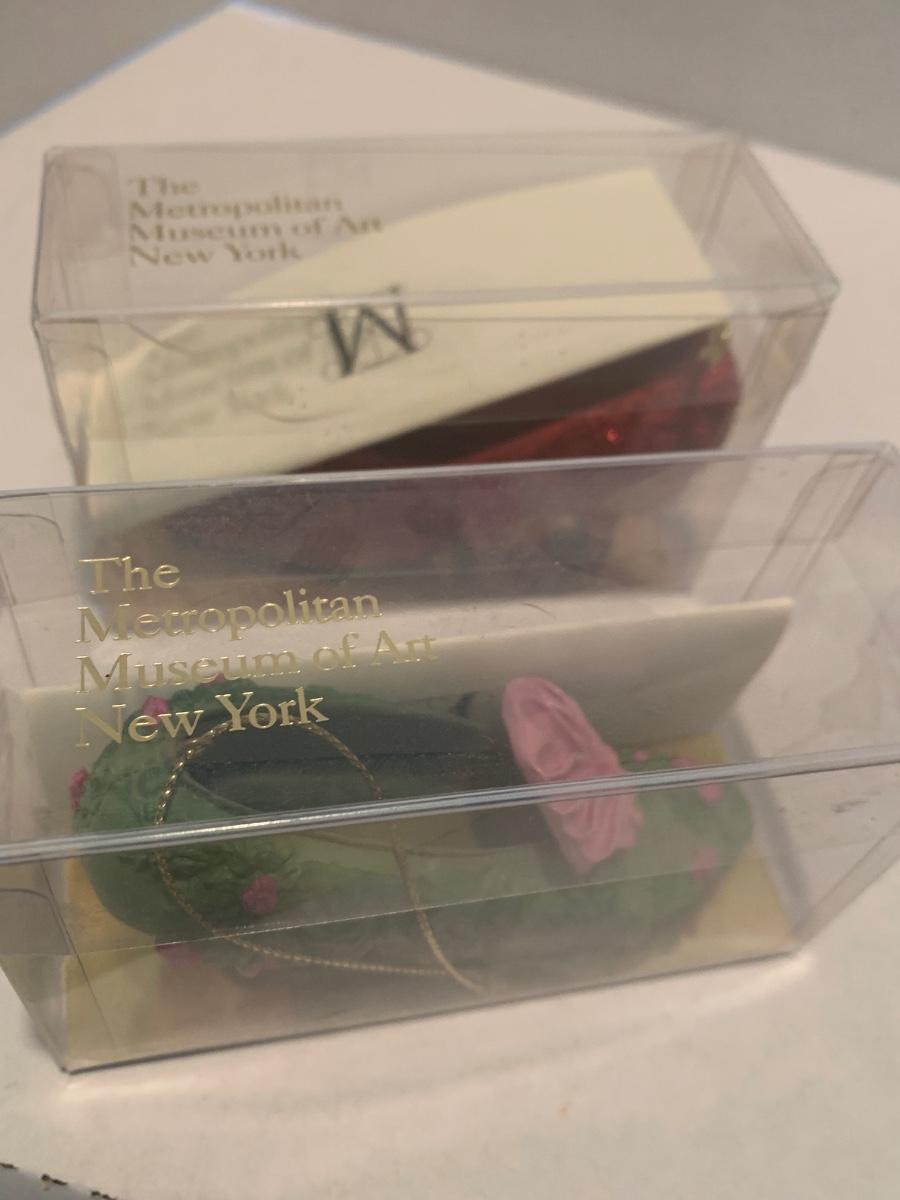 The
Metropolitan
Museum of Art
New York
M
The
Metropolitan
Museum of Art
New York